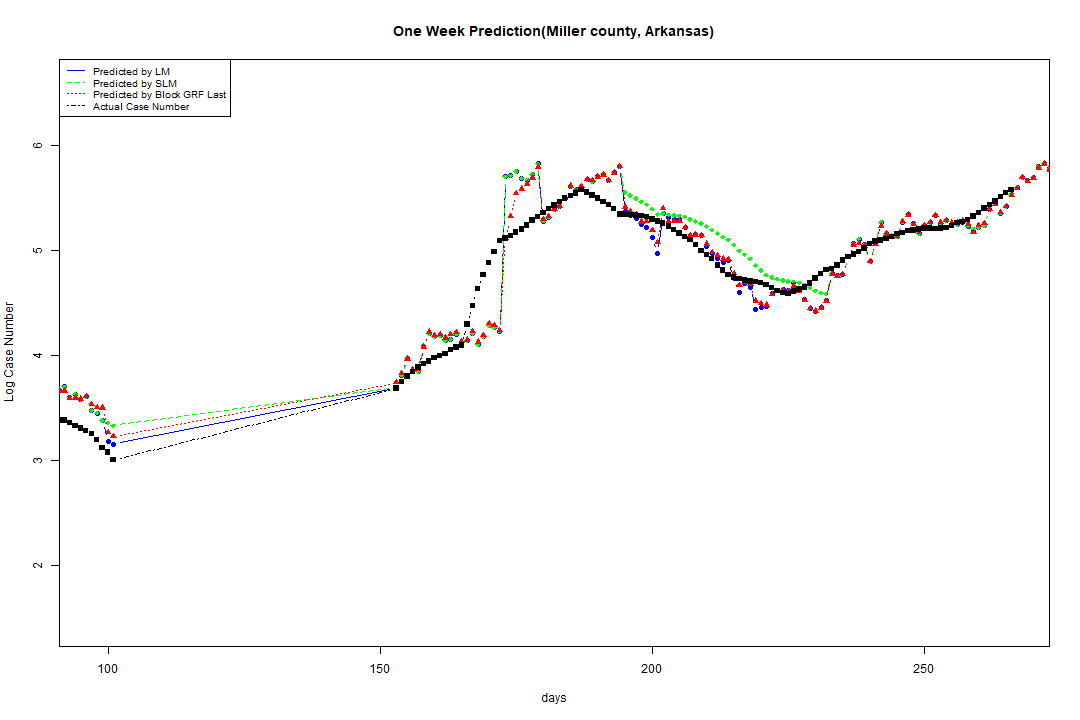 One Week Prediction(Miller county, Arkansas)
Predicted by LM
Predicted by SLM
Predicted by Block GRF Last
Actual Case Number
Log Case Number
6
5
4
3
2
100 150 200 250
days